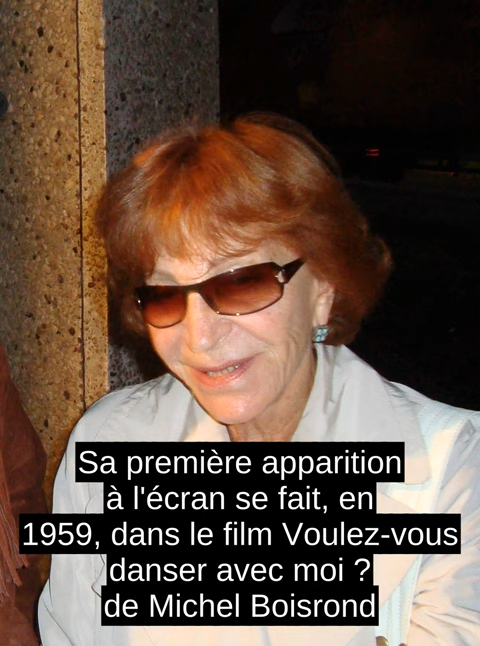 Sa première apparition
à l'écran se fait, en
1959, dans le film Voulez-vous
danser avec moi ?
de Michel Boisrond